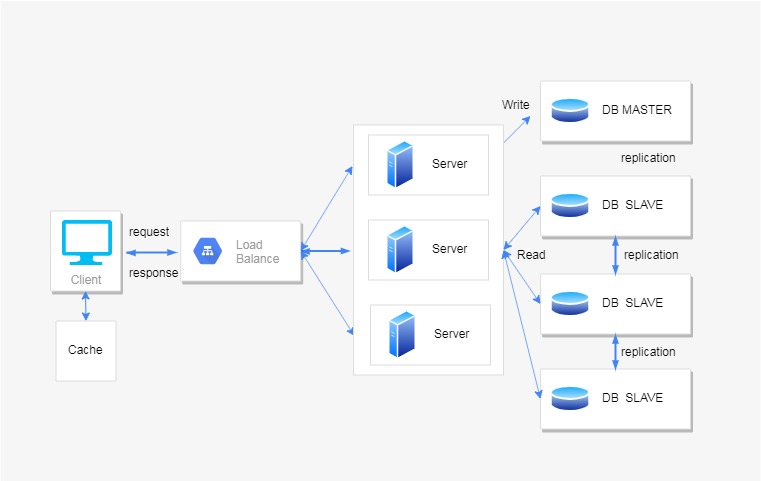 Write
DB MASTER
replication
Server
DB SLAVE
request
Load
Balance
Server
Read
replication
response
Client
DB SLAVE
Server
Cache
replication
DB SLAVE